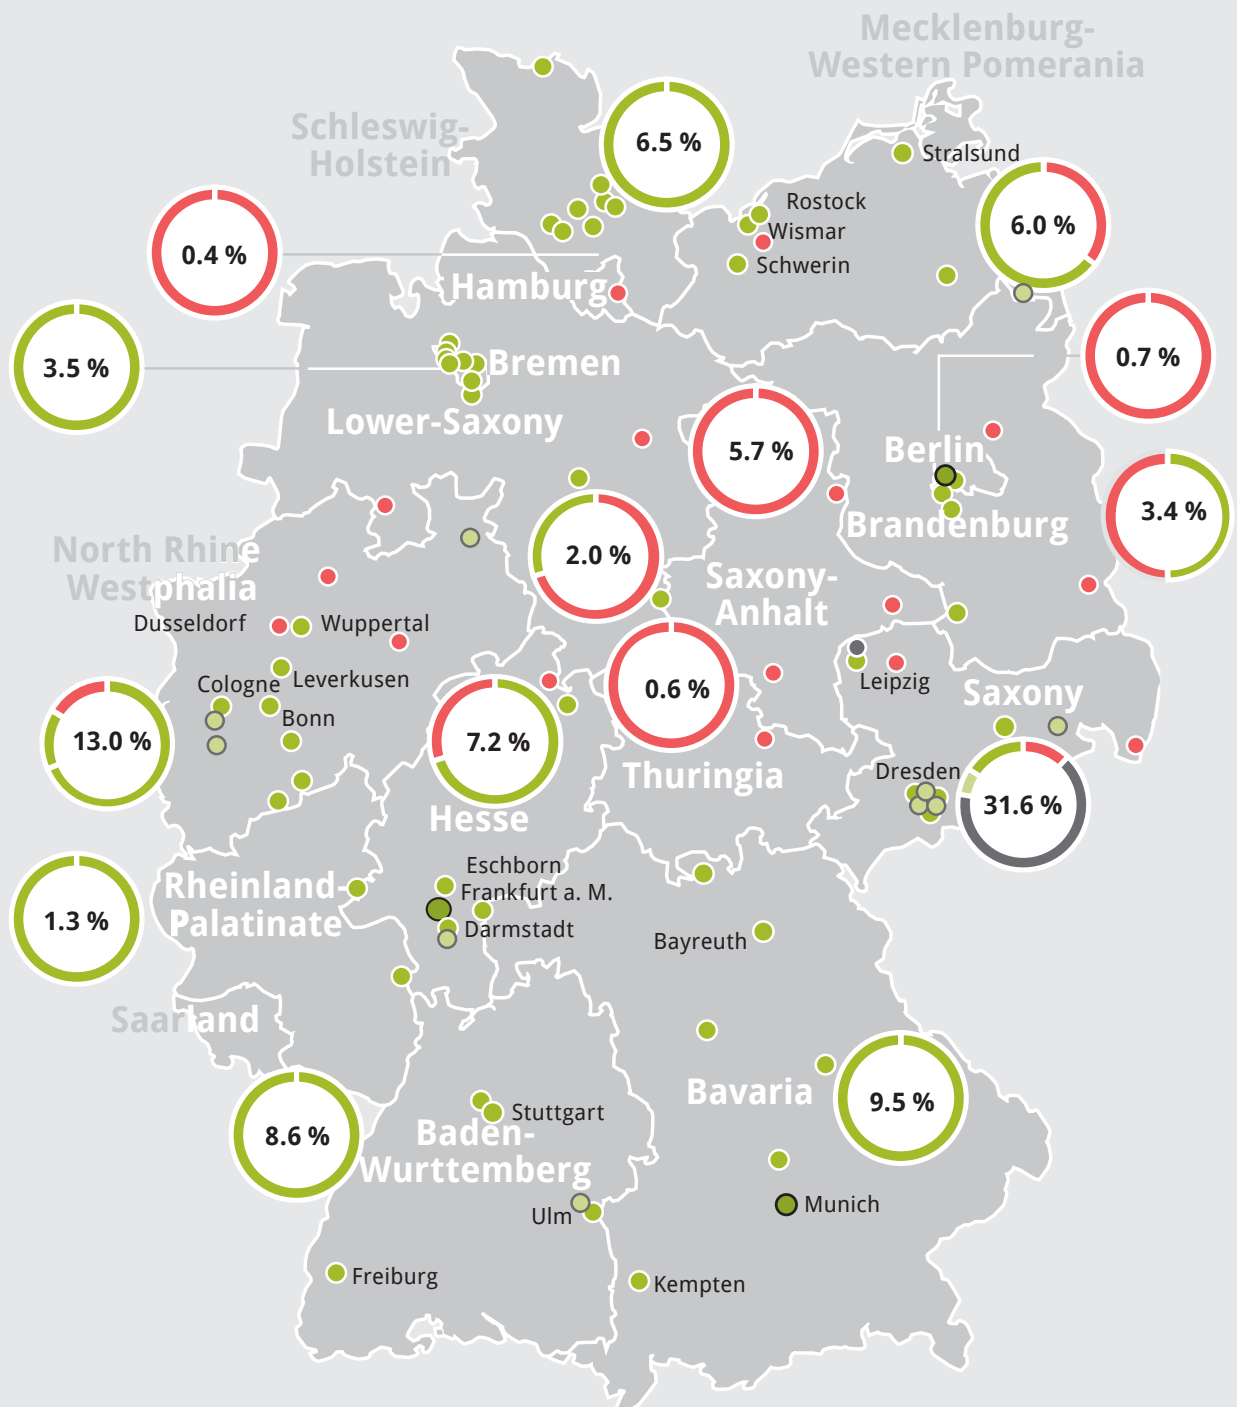 Mecklenburg-
Western Pomerania
Schleswig-
Holstein
6.5 %
Stralsund
Rostock
Wismar
Schwerin
6.0 %
0.4 %
Hamburg
3.5 %
Bremen
Lower-Saxony
0.7 %
5.7 %
Berlin
Brandenburg
3.4 %
2.0 %
North Rhine
Westphalia
Saxony-
Anhalt
Dusseldorf
Wuppertal
Leverkusen
Cologne
Bonn
13.0 %
7.2 %
Hesse
0.6 %
Thuringia
Leipzig
Saxony
Dresden
31.6 %
1.3 %
Rheinland-
Palatinate
Eschborn
Frankfurt a. M.
Darmstadt
Bayreuth
Saarland
8.6 %
Stuttgart
Baden-
Wurttemberg
Bavaria
9.5 %
Ulm
Munich
Freiburg
Kempten